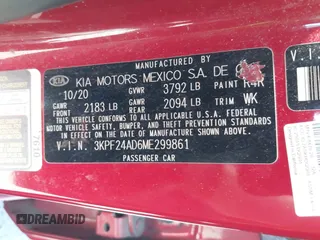 KIA KIA MOTORS MEXICO S.A. DE
10/20 GVWR 3792 LB PAINT R4R
GAWR FRONT 2183 LB GAWR REAR 2094 LB TRIM WK
THIS VEHICLE CONFORMS TO ALL APPLICABLE U.S.A. FEDERAL
MOTOR VEHICLE SAFETY, BUMPER, AND THEFT PREVENTION
STANDARDS IN EFFECT ON THE DATE OF MANUFACTURE SHOWN ABOVE.
V.I.N. 3KPF24AD6ME299861
PASSENGER CAR
V.I.N
DREAMBID